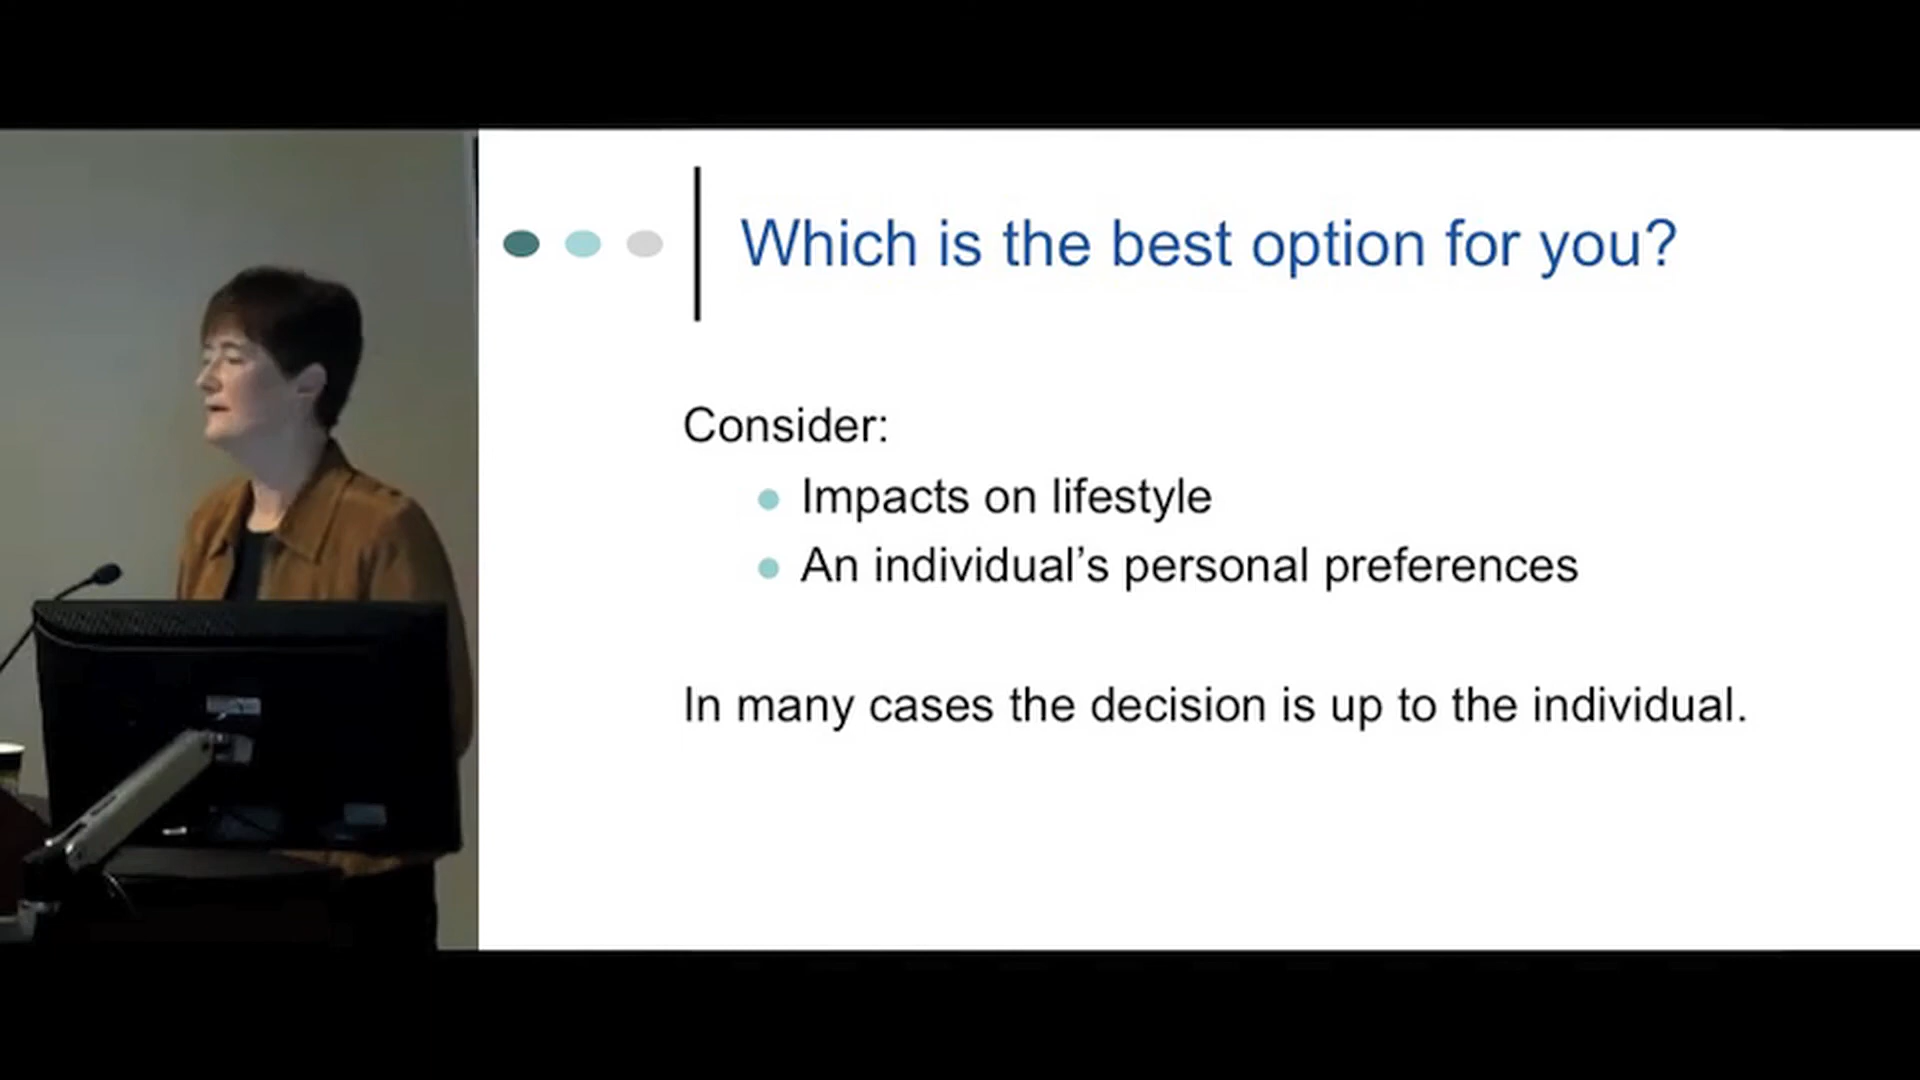 Which is the best option for you?
Consider:
Impacts on lifestyle
An individual’s personal preferences
In many cases the decision is up to the individual.